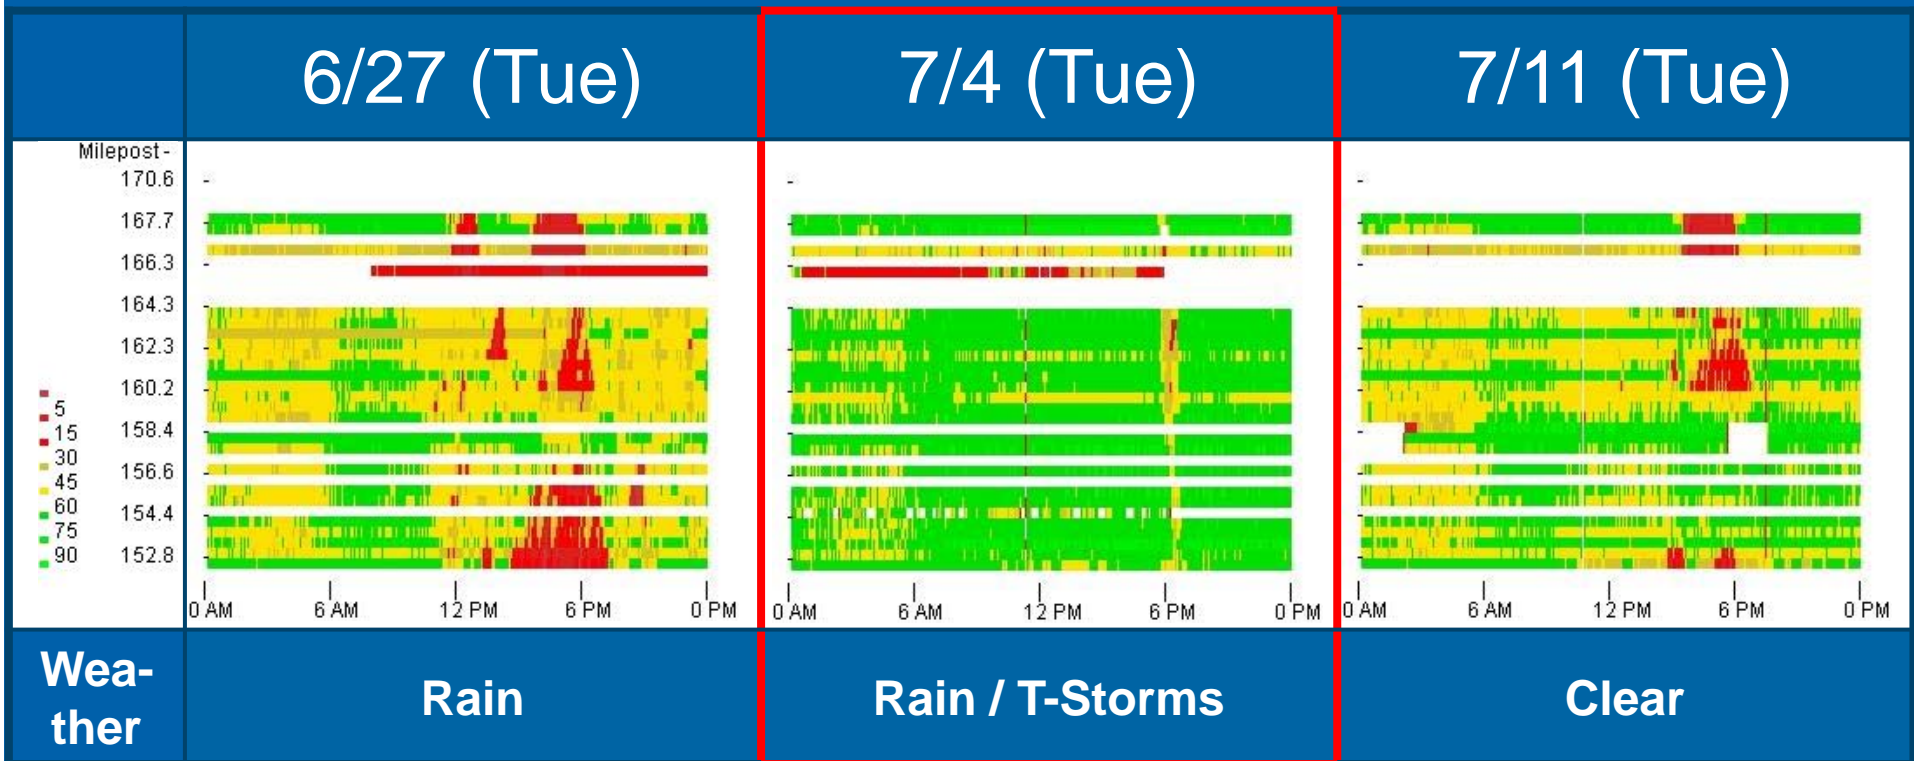 6/27 (Tue)
7/4 (Tue)
7/11 (Tue)
Milepost -
170.6
167.7
166.3
164.3
162.3
160.2
158.4
156.6
154.4
152.8
5
15
30
45
60
75
90
0 AM 6 AM 12 PM 6 PM 0 PM
0 AM 6 AM 12 PM 6 PM 0 PM
0 AM 6 AM 12 PM 6 PM 0 PM
Wea-
ther
Rain
Rain / T-Storms
Clear